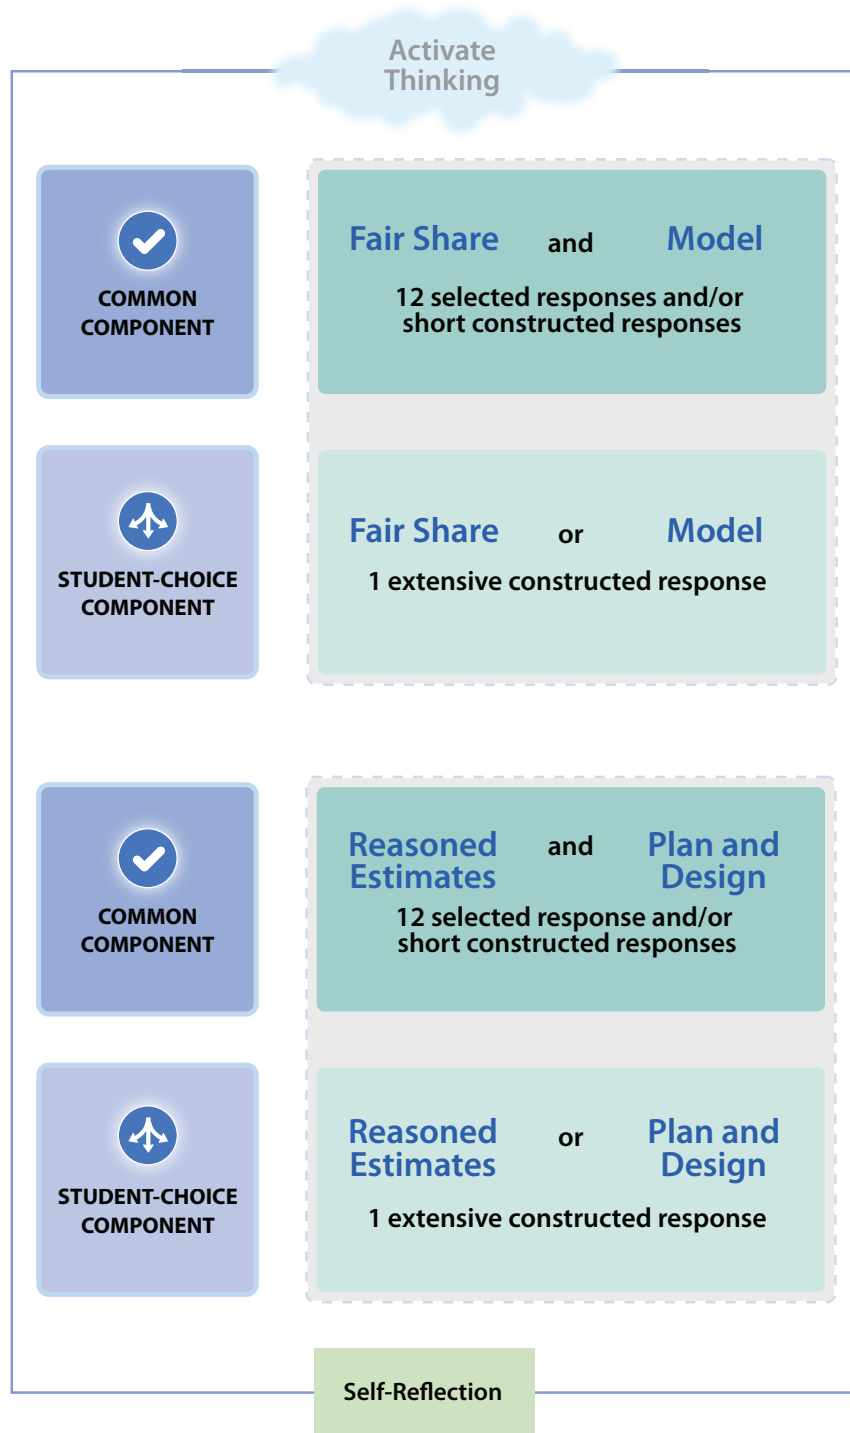 Activate
Thinking
COMMON
COMPONENT
Fair Share and Model
12 selected responses and/or
short constructed responses
STUDENT-CHOICE
COMPONENT
Fair Share or Model
1 extensive constructed response
COMMON
COMPONENT
Reasoned and Plan and
Estimates Design
12 selected response and/or
short constructed responses
STUDENT-CHOICE
COMPONENT
Reasoned or Plan and
Estimates Design
1 extensive constructed response
Self-Reflection